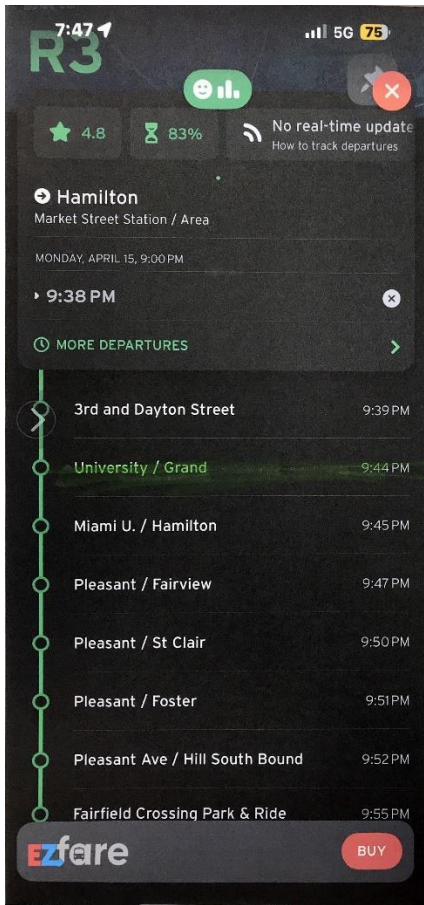 7:47
5G 75
R3
4.8
83%
No real-time update
How to track departures
Hamilton
Market Street Station / Area
MONDAY, APRIL 15, 9:00 PM
9:38 PM
MORE DEPARTURES
3rd and Dayton Street 9:39 PM
University / Grand 9:44 PM
Miami U. / Hamilton 9:45 PM
Pleasant / Fairview 9:47 PM
Pleasant / St Clair 9:50 PM
Pleasant / Foster 9:51 PM
Pleasant Ave / Hill South Bound 9:52 PM
Fairfield Crossing Park & Ride 9:55 PM
EZfare BUY